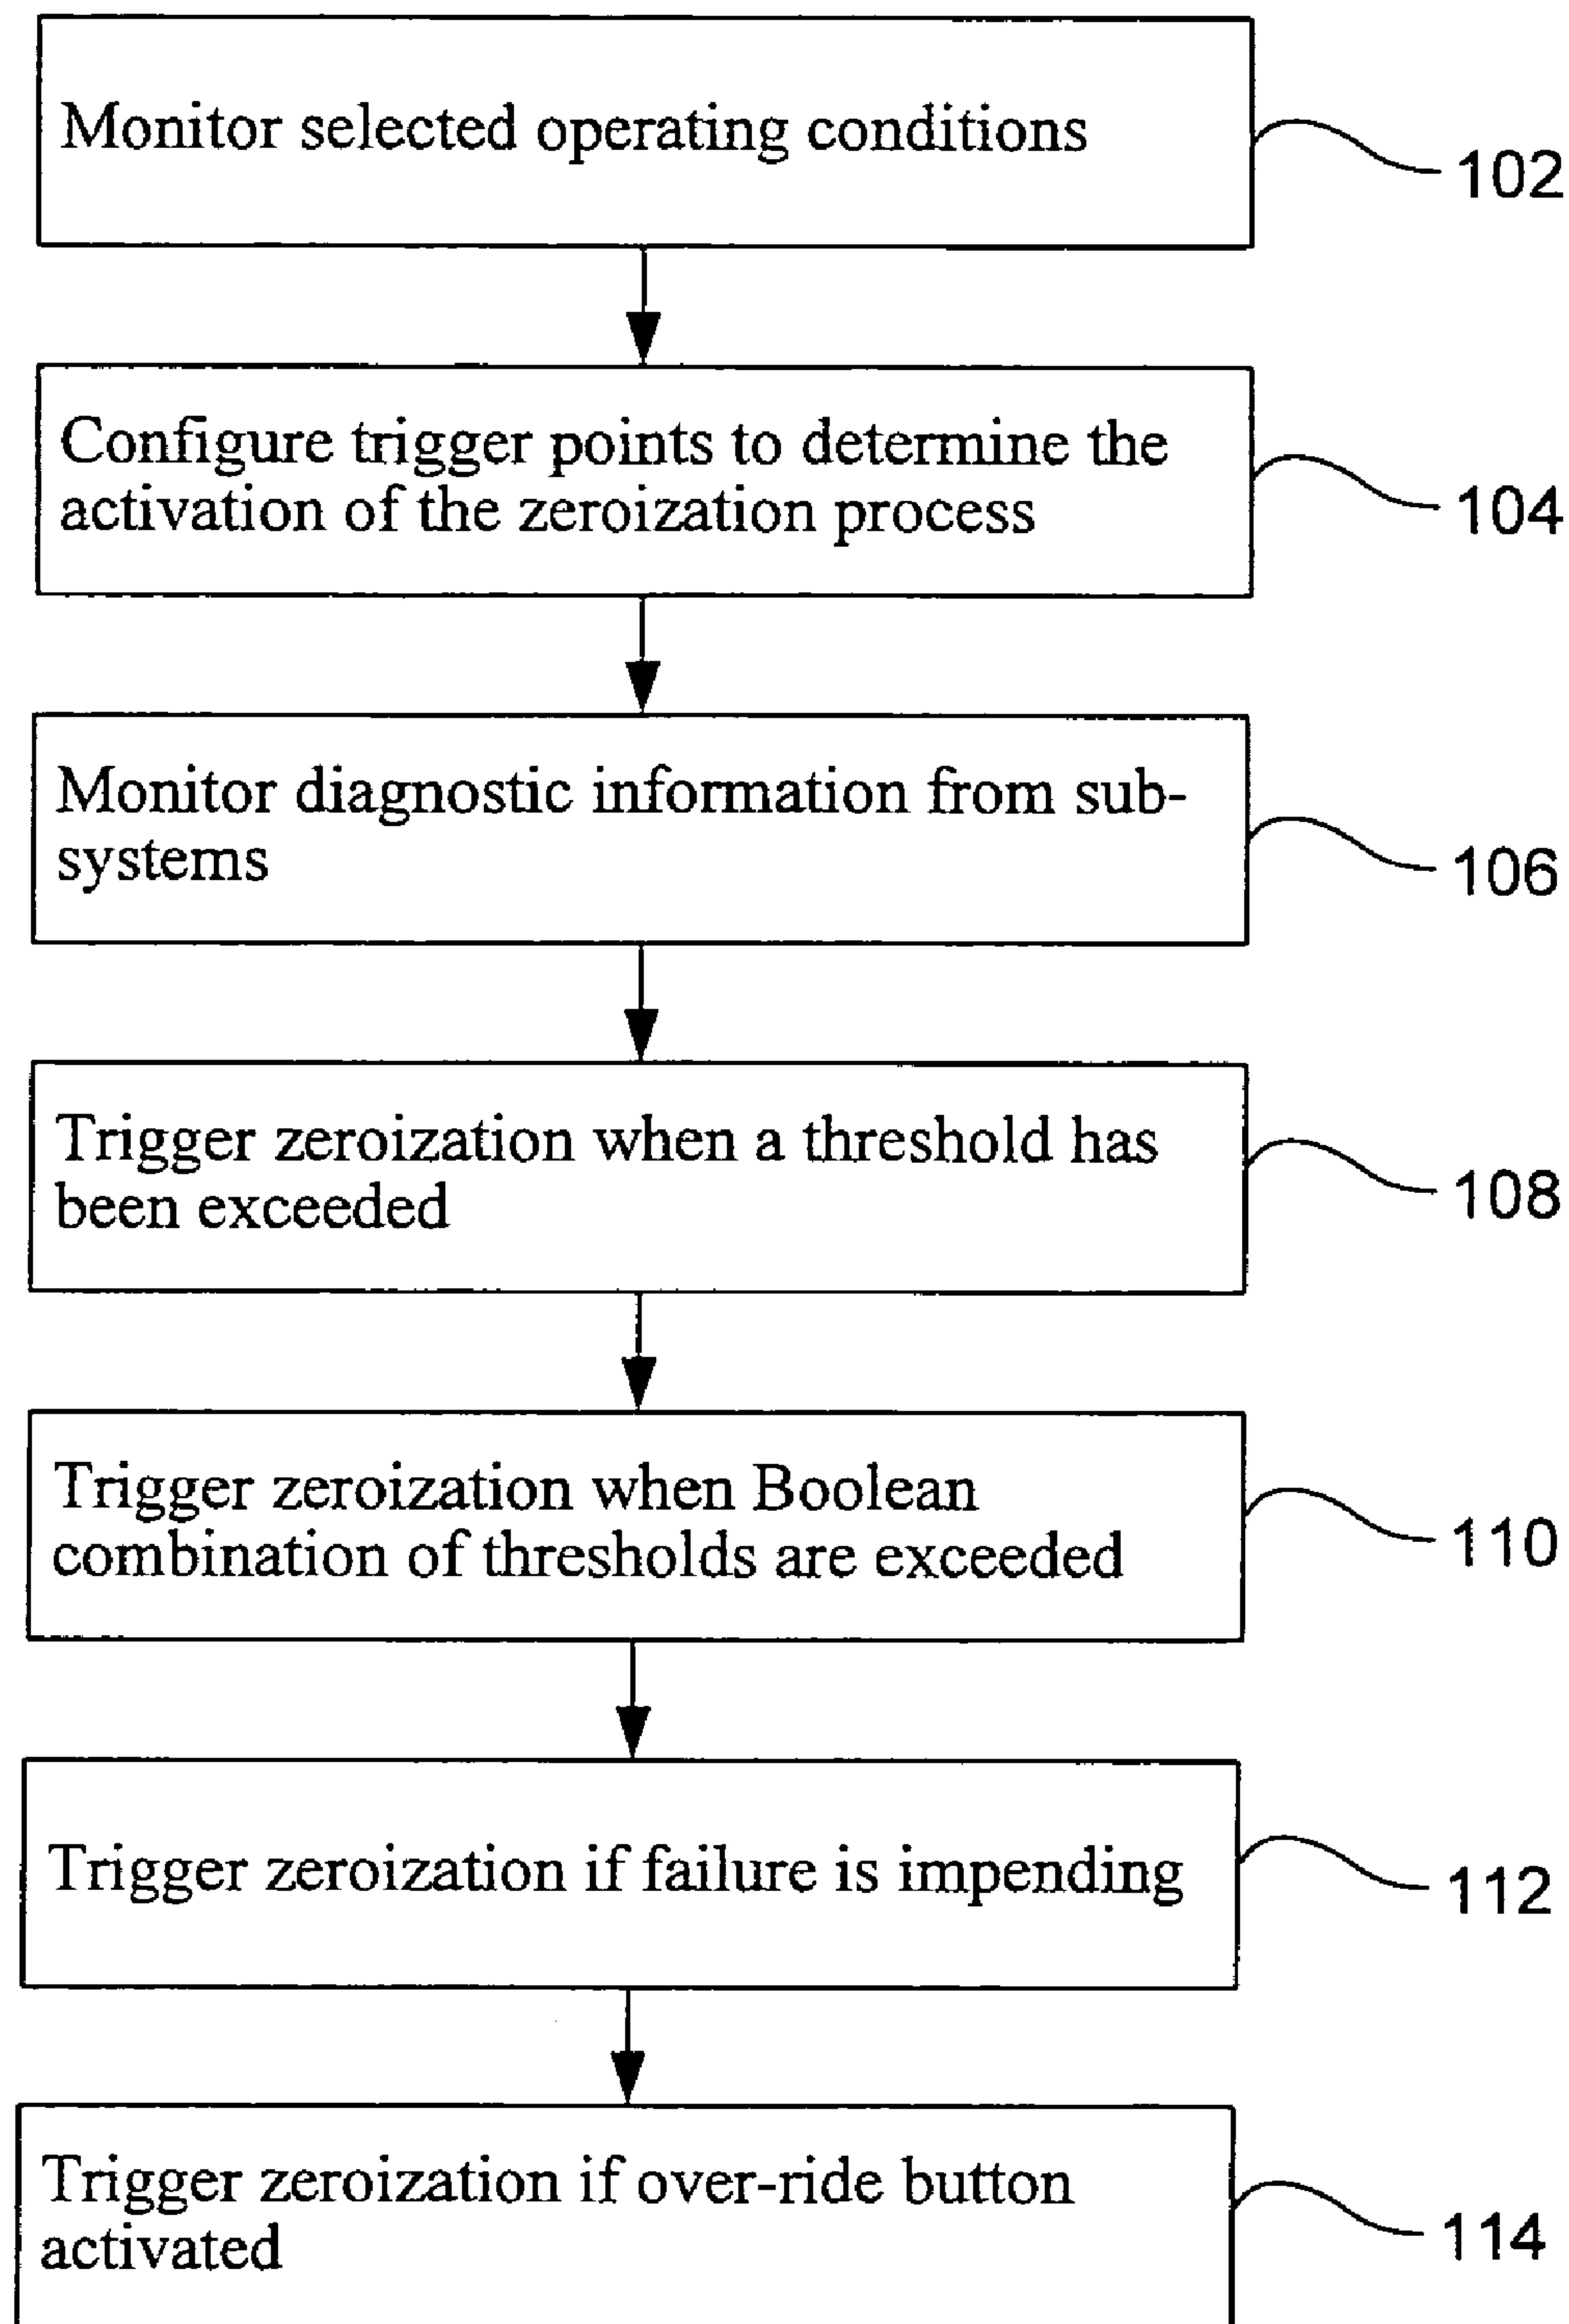 Monitor selected operating conditions
102
Configure trigger points to determine the
activation of the zeroization process
104
Monitor diagnostic information from sub-
systems
106
Trigger zeroization when a threshold has
been exceeded
108
Trigger zeroization when Boolean
combination of thresholds are exceeded
110
Trigger zeroization if failure is impending
112
Trigger zeroization if over-ride button
activated
114